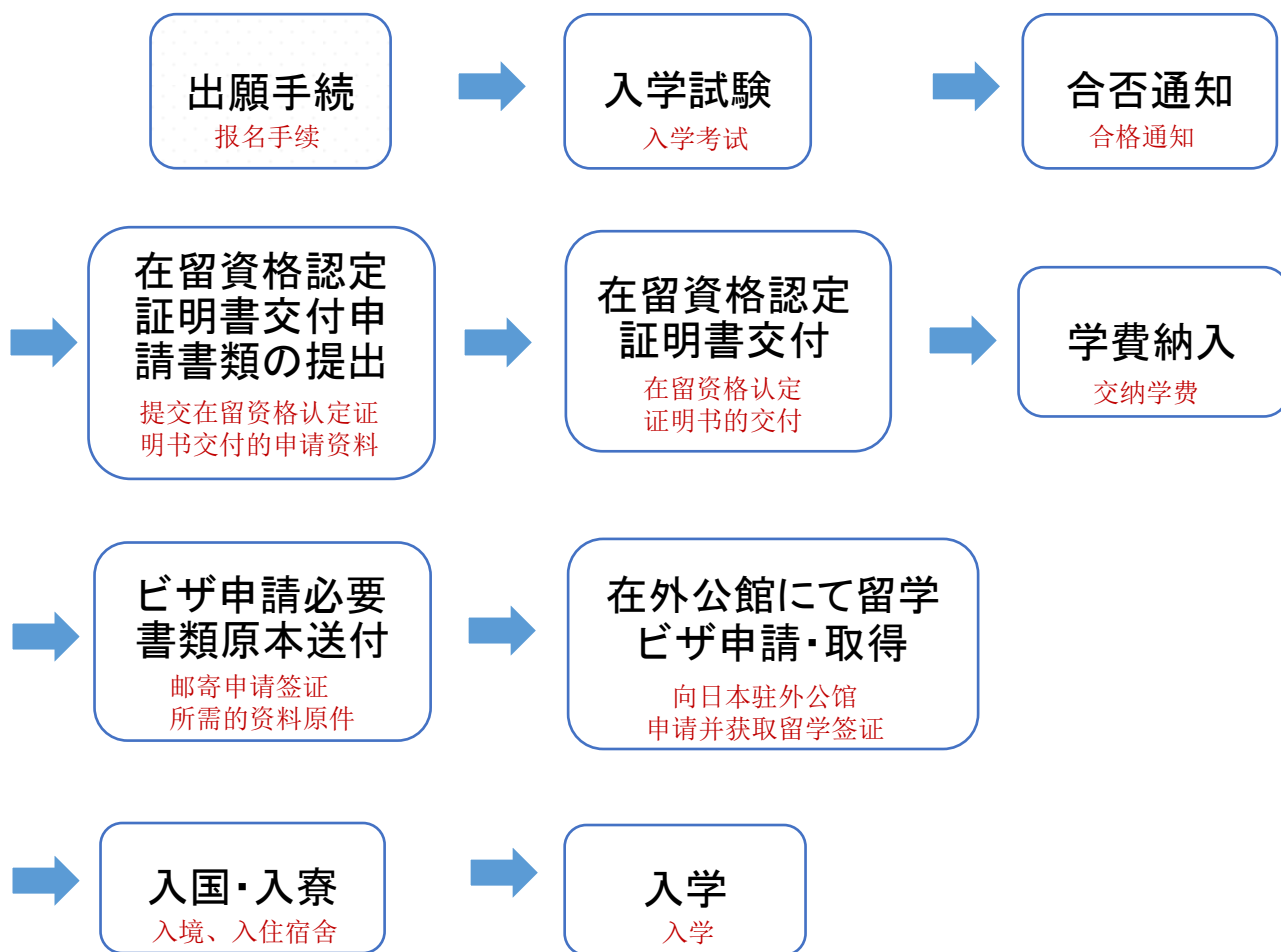 出願手続
报名手续
入学試験
入学考试
合否通知
合格通知
在留資格認定
証明書交付申
請書類の提出
提交在留资格认定证
明书交付的申请资料
在留資格認定
証明書交付
在留资格认定
证明书的交付
学費納入
交纳学费
ビザ申請必要
書類原本送付
邮寄申请签证
所需的资料原件
在外公館にて留学
ビザ申請・取得
向日本驻外公馆
申请并获取留学签证
入国・入寮
入境、入住宿舍
入学
入学